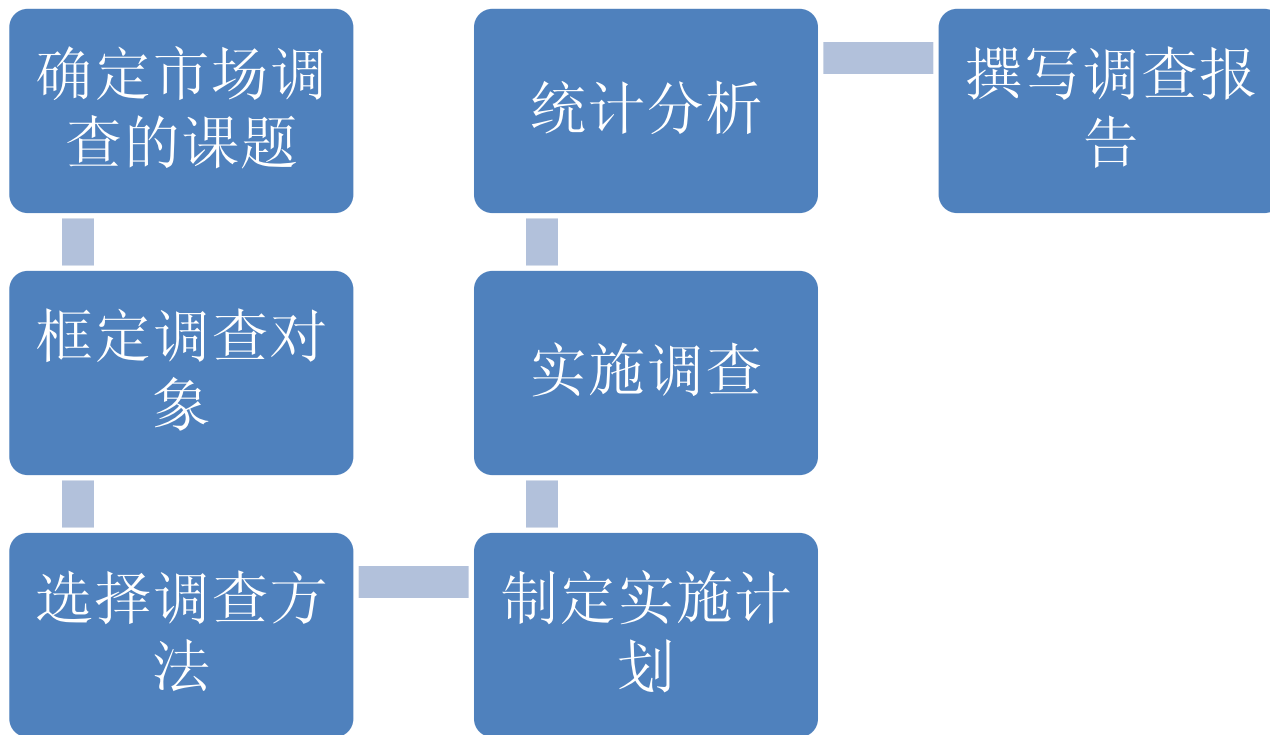 确定市场调
查的课题
框定调查对
象
选择调查方
法
制定实施计
划
实施调查
统计分析
撰写调查报
告